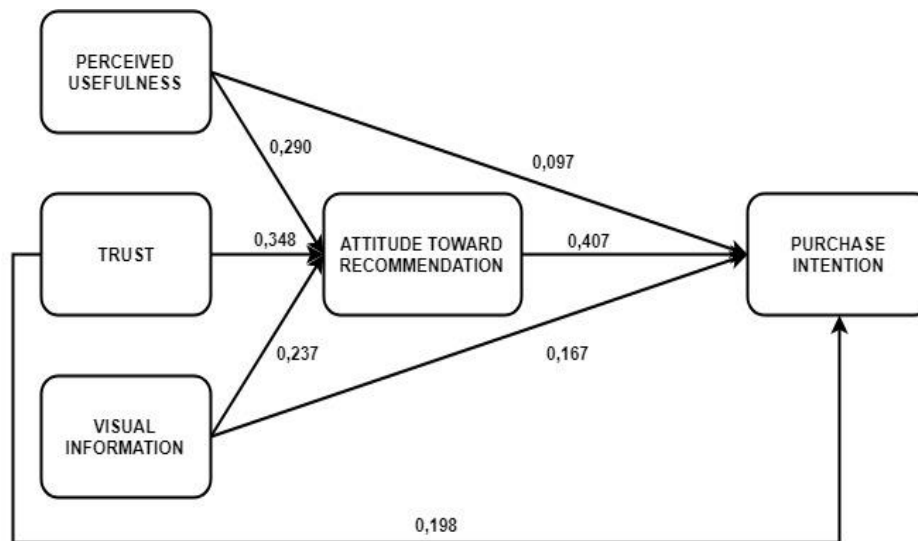 PERCEIVED
USEFULNESS
0,290
0,097
TRUST
0,348
ATTITUDE TOWARD
RECOMMENDATION
0,407
PURCHASE
INTENTION
0,237
0,167
VISUAL
INFORMATION
0,198